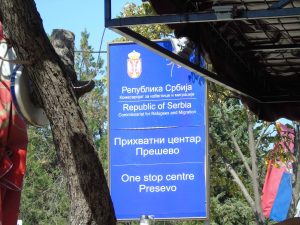 Република Србија
Комесаријат за избеглице и миграције
Republic of Serbia
Commissariat for Refugees and Migration
Прихватни центар
Прешево
One stop centre
Presevo